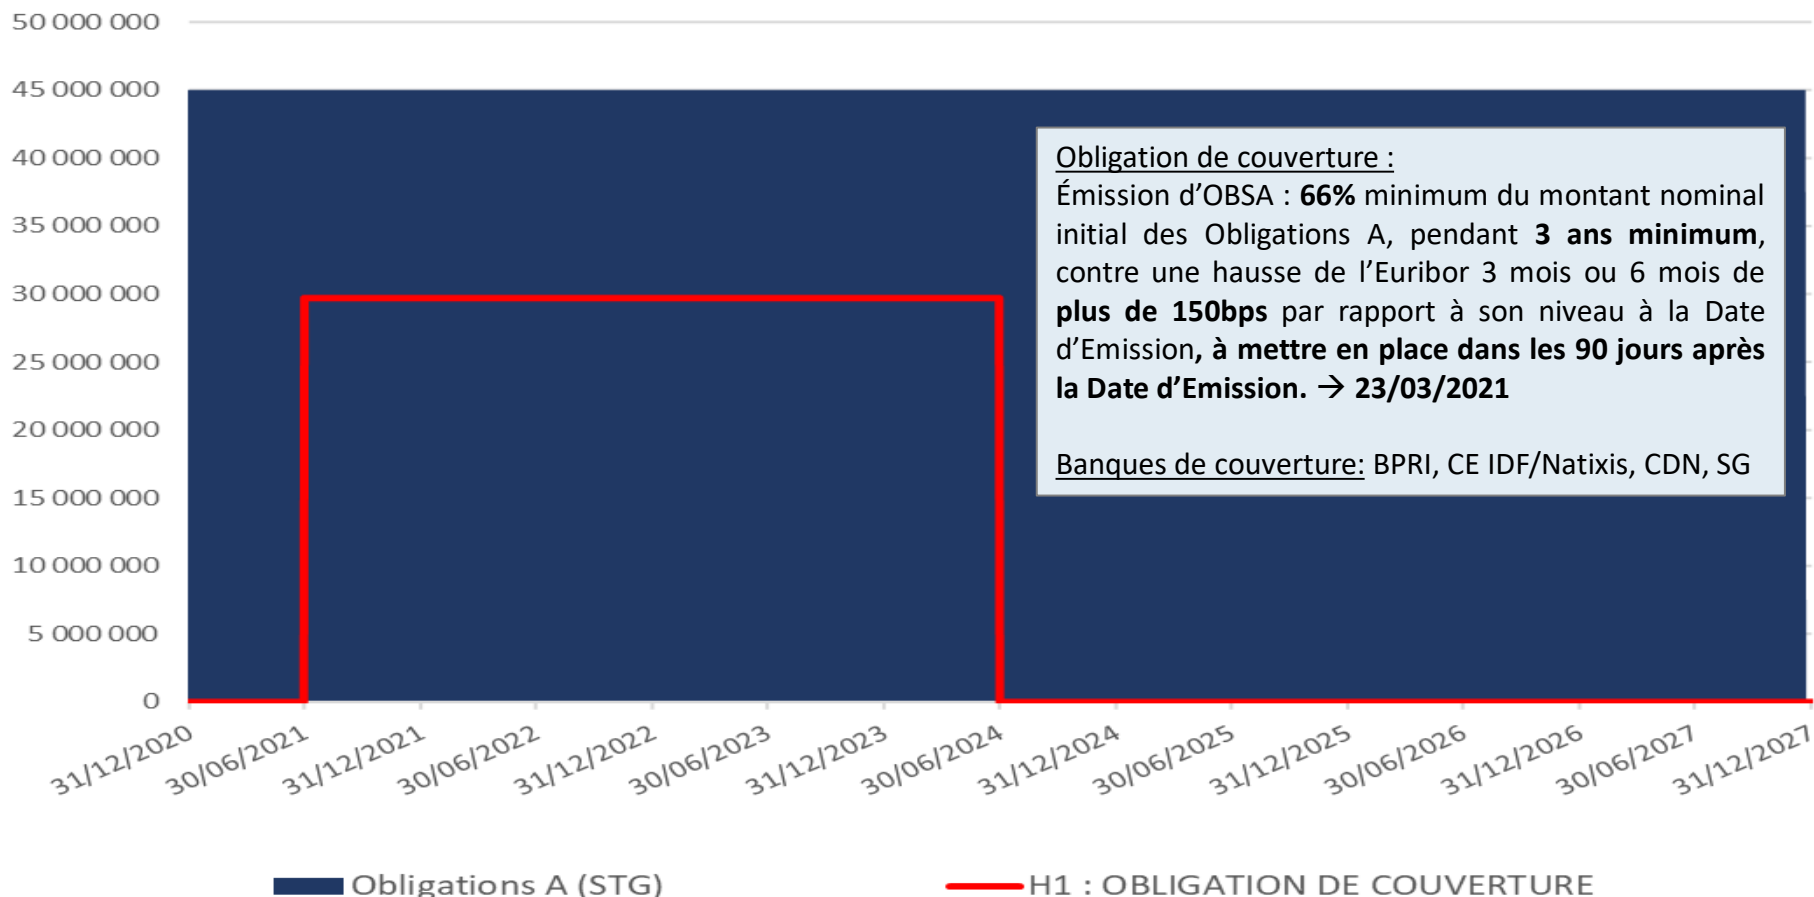 50 000 000
45 000 000
40 000 000
35 000 000
30 000 000
25 000 000
20 000 000
15 000 000
10 000 000
5 000 000
0
Obligation de couverture :
Émission d’OBSA : 66% minimum du montant nominal
initial des Obligations A, pendant 3 ans minimum,
contre une hausse de l’Euribor 3 mois ou 6 mois de
plus de 150bps par rapport à son niveau à la Date
d’Emission, à mettre en place dans les 90 jours après
la Date d’Emission. → 23/03/2021
Banques de couverture: BPRI, CE IDF/Natixis, CDN, SG
31/12/2020
30/06/2021
31/12/2021
30/06/2022
31/12/2022
30/06/2023
31/12/2023
30/06/2024
31/12/2024
30/06/2025
31/12/2025
30/06/2026
31/12/2026
30/06/2027
31/12/2027
Obligations A (STG)
H1 : OBLIGATION DE COUVERTURE